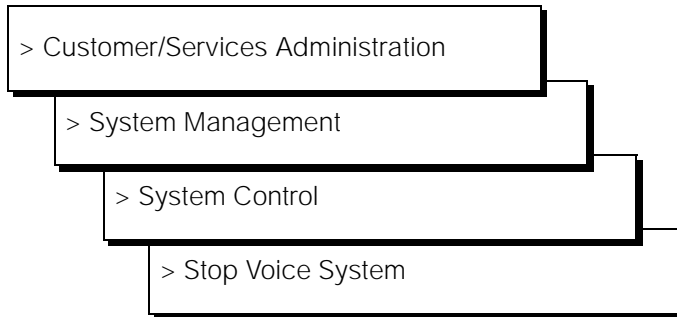 > Customer/Services Administration
> System Management
> System Control
> Stop Voice System